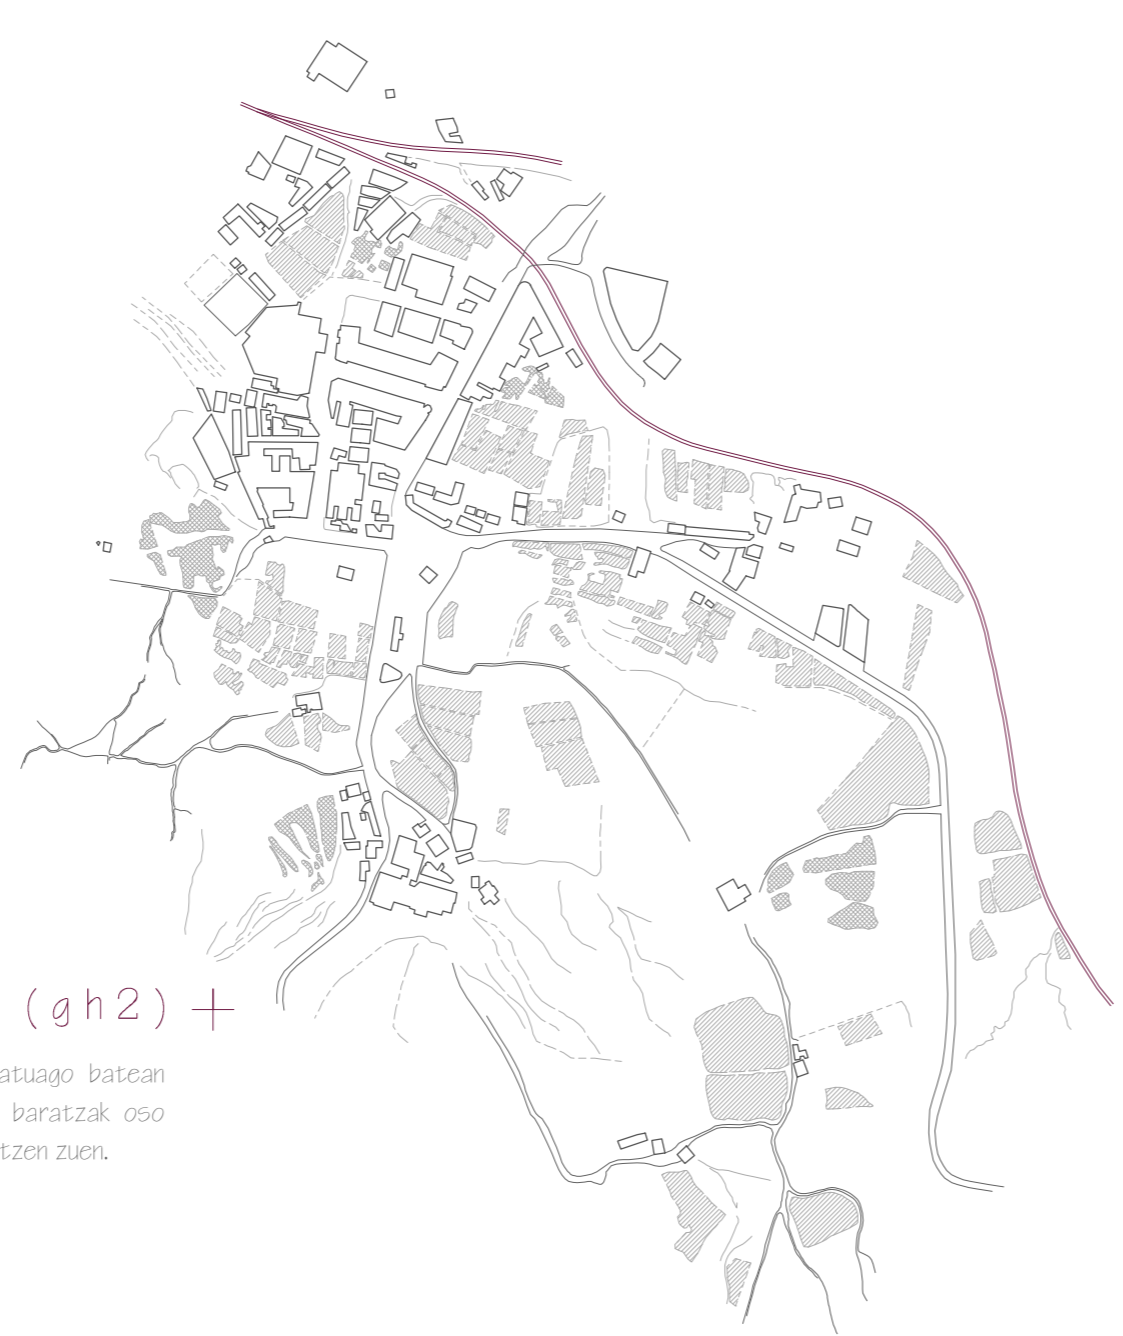 (gh2) +
atuago batean
baratzak oso
tzen zuen.